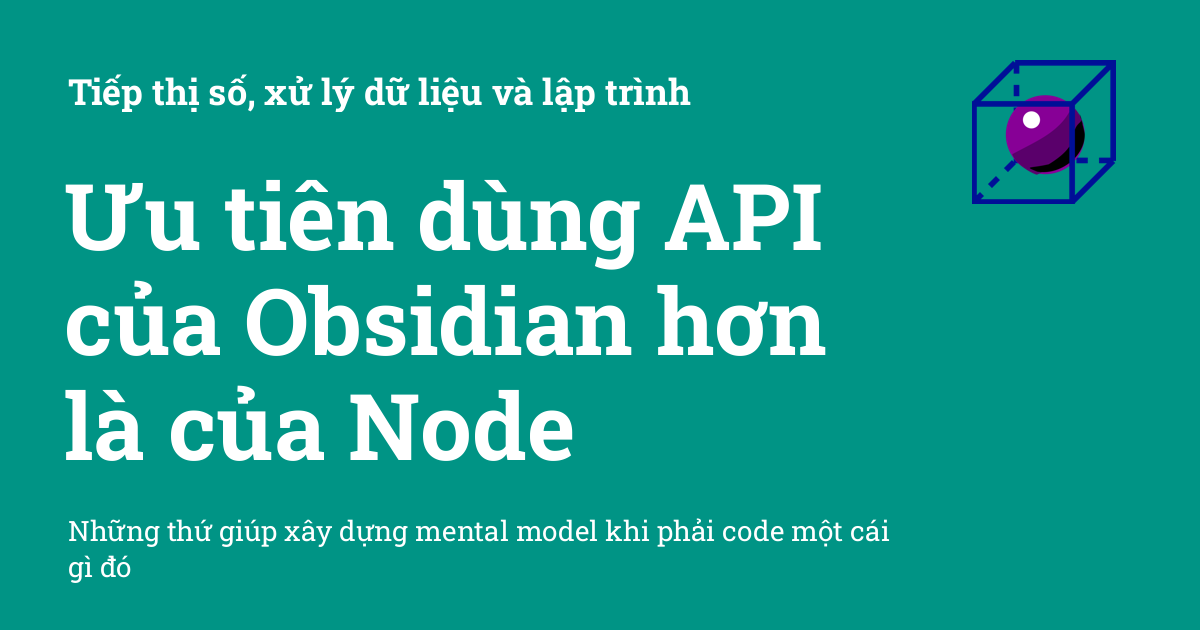 Tiếp thị số, xử lý dữ liệu và lập trình
Ưu tiên dùng API
của Obsidian hơn
là của Node
Những thứ giúp xây dựng mental model khi phải code một cái
gì đó